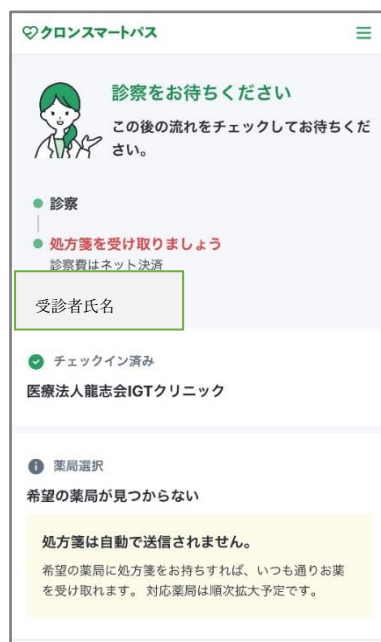 クロンスマートパス
診察をお待ちください
この後の流れをチェックしてお待ちくだ
さい。
診察
処方箋を受け取りましょう
診察費はネット決済
受診者氏名
チェックイン済み
医療法人龍志会IGTクリニック
薬局選択
希望の薬局が見つからない
処方箋は自動で送信されません。
希望の薬局に処方箋をお持ちすれば、いつも通りお薬
を受け取れます。 対応薬局は順次拡大予定です。